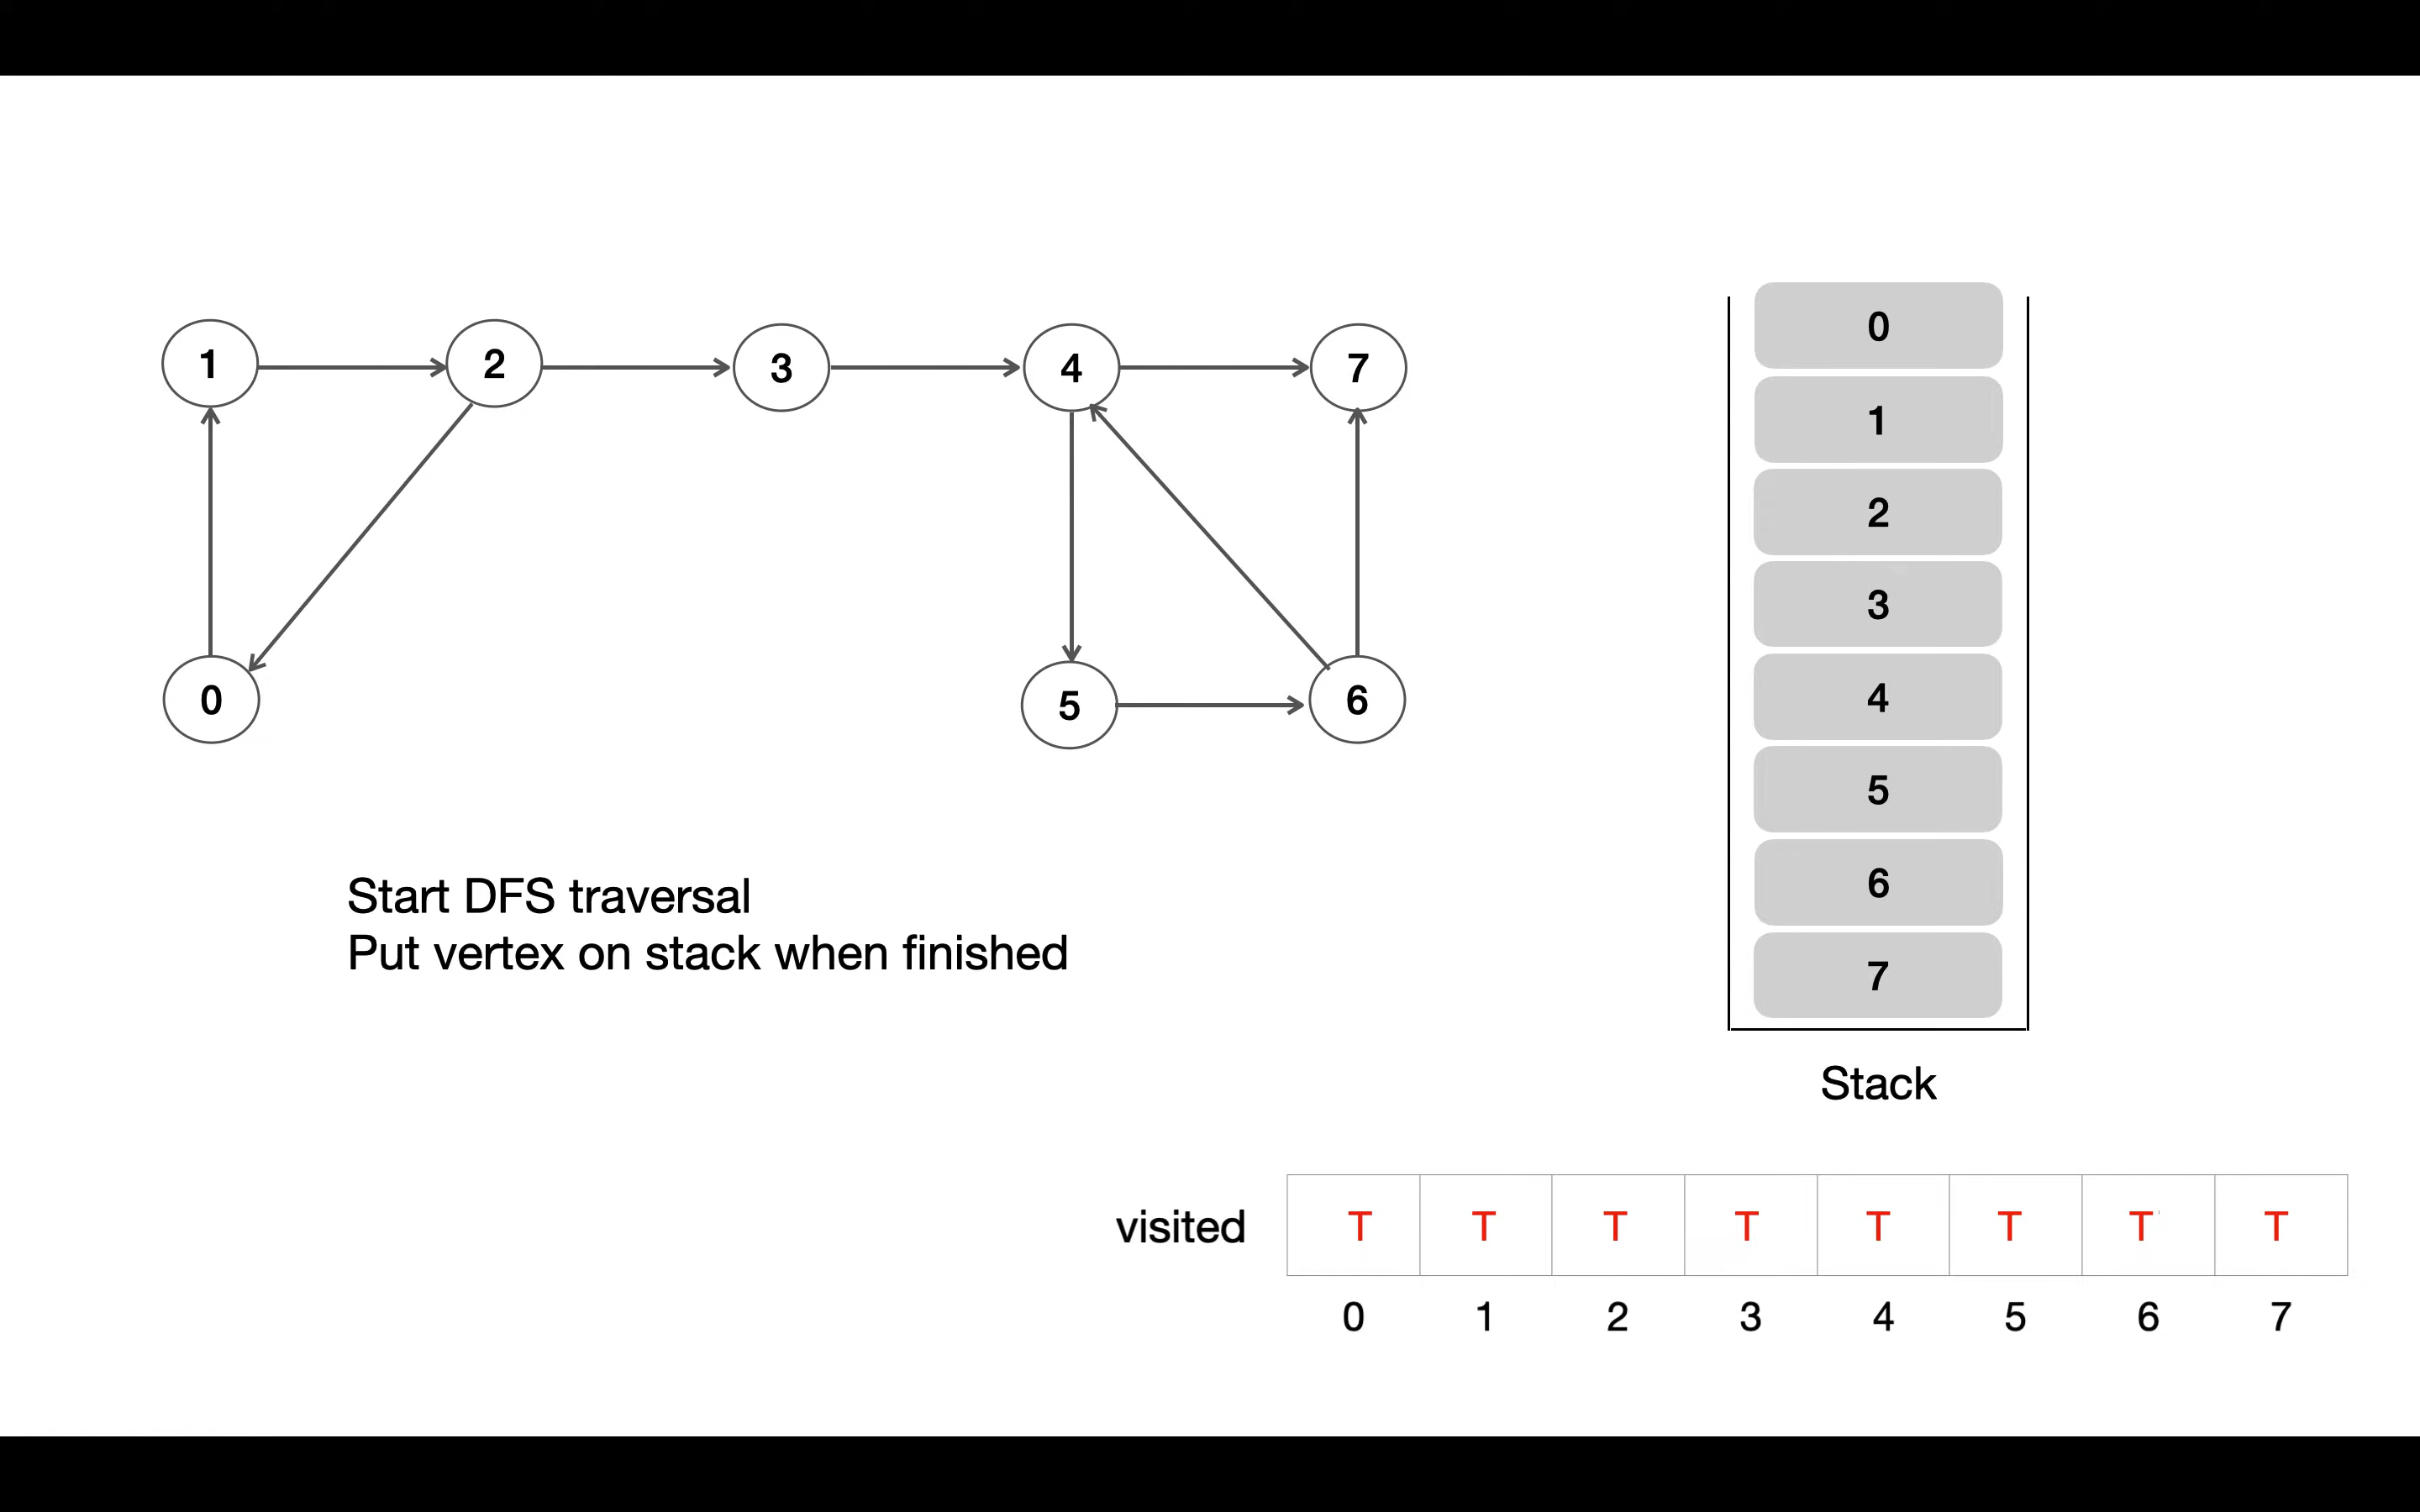 1 2 3 4 7
0 5 6
Start DFS traversal
Put vertex on stack when finished
0
1
2
3
4
5
6
7
Stack
visited T T T T T T T T
0 1 2 3 4 5 6 7